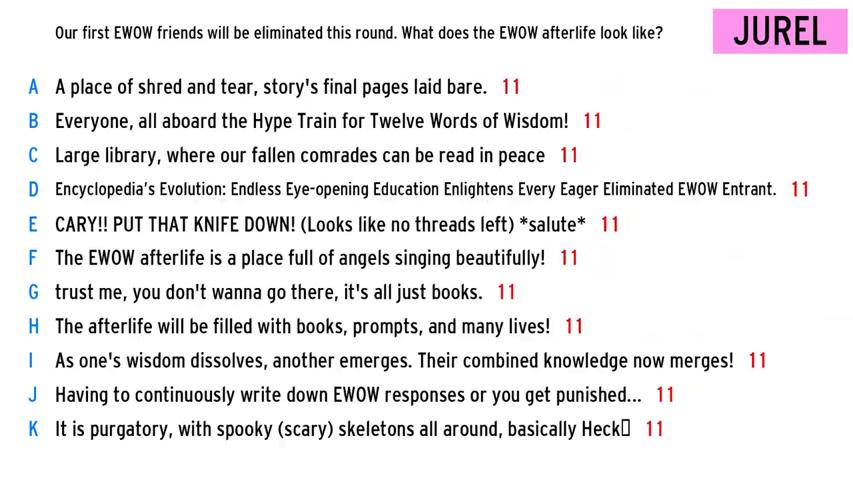 Our first EWOW friends will be eliminated this round. What does the EWOW afterlife look like?
JUREL
A A place of shred and tear, story's final pages laid bare. 11
B Everyone, all aboard the Hype Train for Twelve Words of Wisdom! 11
C Large library, where our fallen comrades can be read in peace 11
D Encyclopedia's Evolution: Endless Eye-opening Education Enlightens Every Eager Eliminated EWOW Entrant. 11
E CARY!! PUT THAT KNIFE DOWN! (Looks like no threads left) *salute* 11
F The EWOW afterlife is a place full of angels singing beautifully! 11
G trust me, you don't wanna go there, it's all just books. 11
H The afterlife will be filled with books, prompts, and many lives! 11
I As one's wisdom dissolves, another emerges. Their combined knowledge now merges! 11
J Having to continuously write down EWOW responses or you get punished... 11
K It is purgatory, with spooky (scary) skeletons all around, basically Heck▯ 11